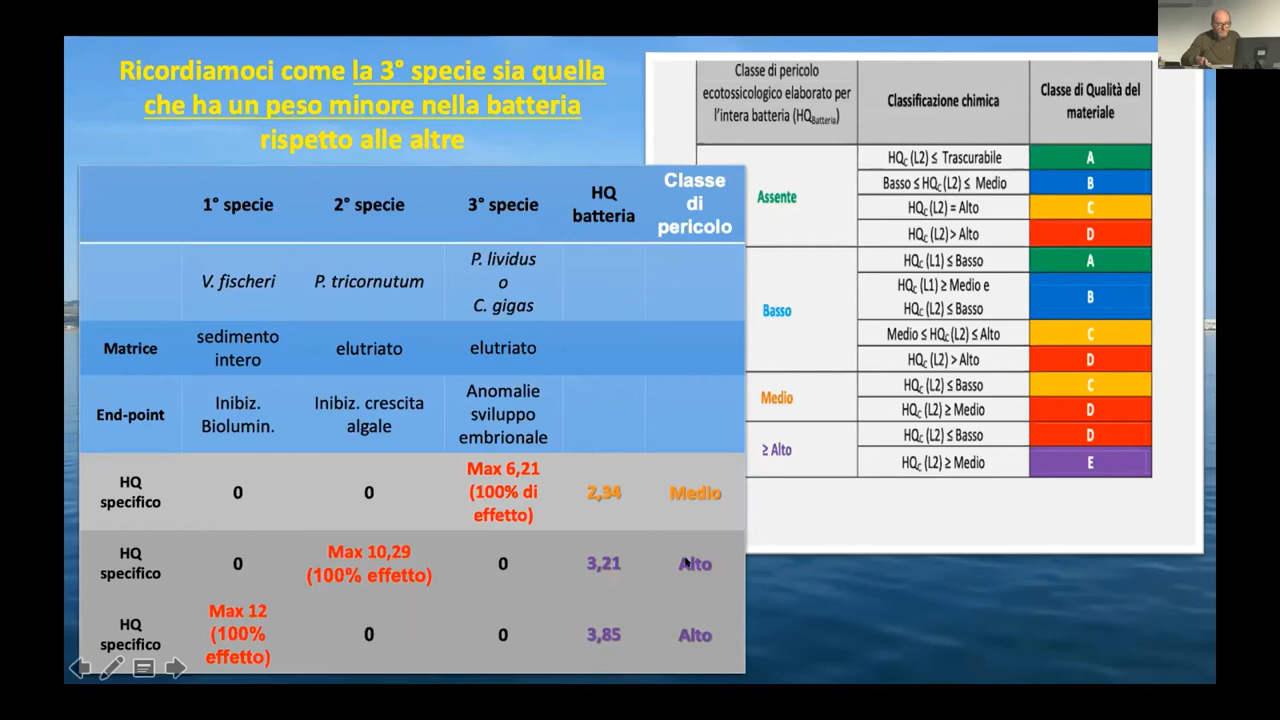 Ricordiamoci come la 3° specie sia quella
che ha un peso minore nella batteria
rispetto alle altre
1° specie
2° specie
3° specie
HQ
batteria
Classe
di
pericolo
V. fischeri
P. tricornutum
P. lividus
o
C. gigas
Matrice
sedimento
intero
elutriato
elutriato
End-point
Inibiz.
Biolumin.
Inibiz. crescita
algale
Anomalie
sviluppo
embrionale
HQ
specifico
0
0
Max 6,21
(100% di
effetto)
2,34
Medio
HQ
specifico
0
Max 10,29
(100% effetto)
0
3,21
Alto
HQ
specifico
Max 12
(100%
effetto)
0
0
3,85
Alto
Classe di pericolo
ecotossicologico elaborato per
l'intera batteria (HQBatteria)
Classificazione chimica
Classe di Qualità del
materiale
Assente
HQC (L2) ≤ Trascurabile
A
Basso ≤ HQC (L2) ≤ Medio
B
HQC (L2) = Alto
C
HQC (L2) > Alto
D
Basso
HQC (L1) ≤ Basso
A
HQC (L1) ≥ Medio e
HQC (L2) ≤ Basso
B
Medio ≤ HQC (L2) ≤ Alto
C
HQC (L2) > Alto
D
Medio
HQC (L2) ≤ Basso
C
HQC (L2) ≥ Medio
D
≥ Alto
HQC (L2) ≤ Basso
D
HQC (L2) ≥ Medio
E